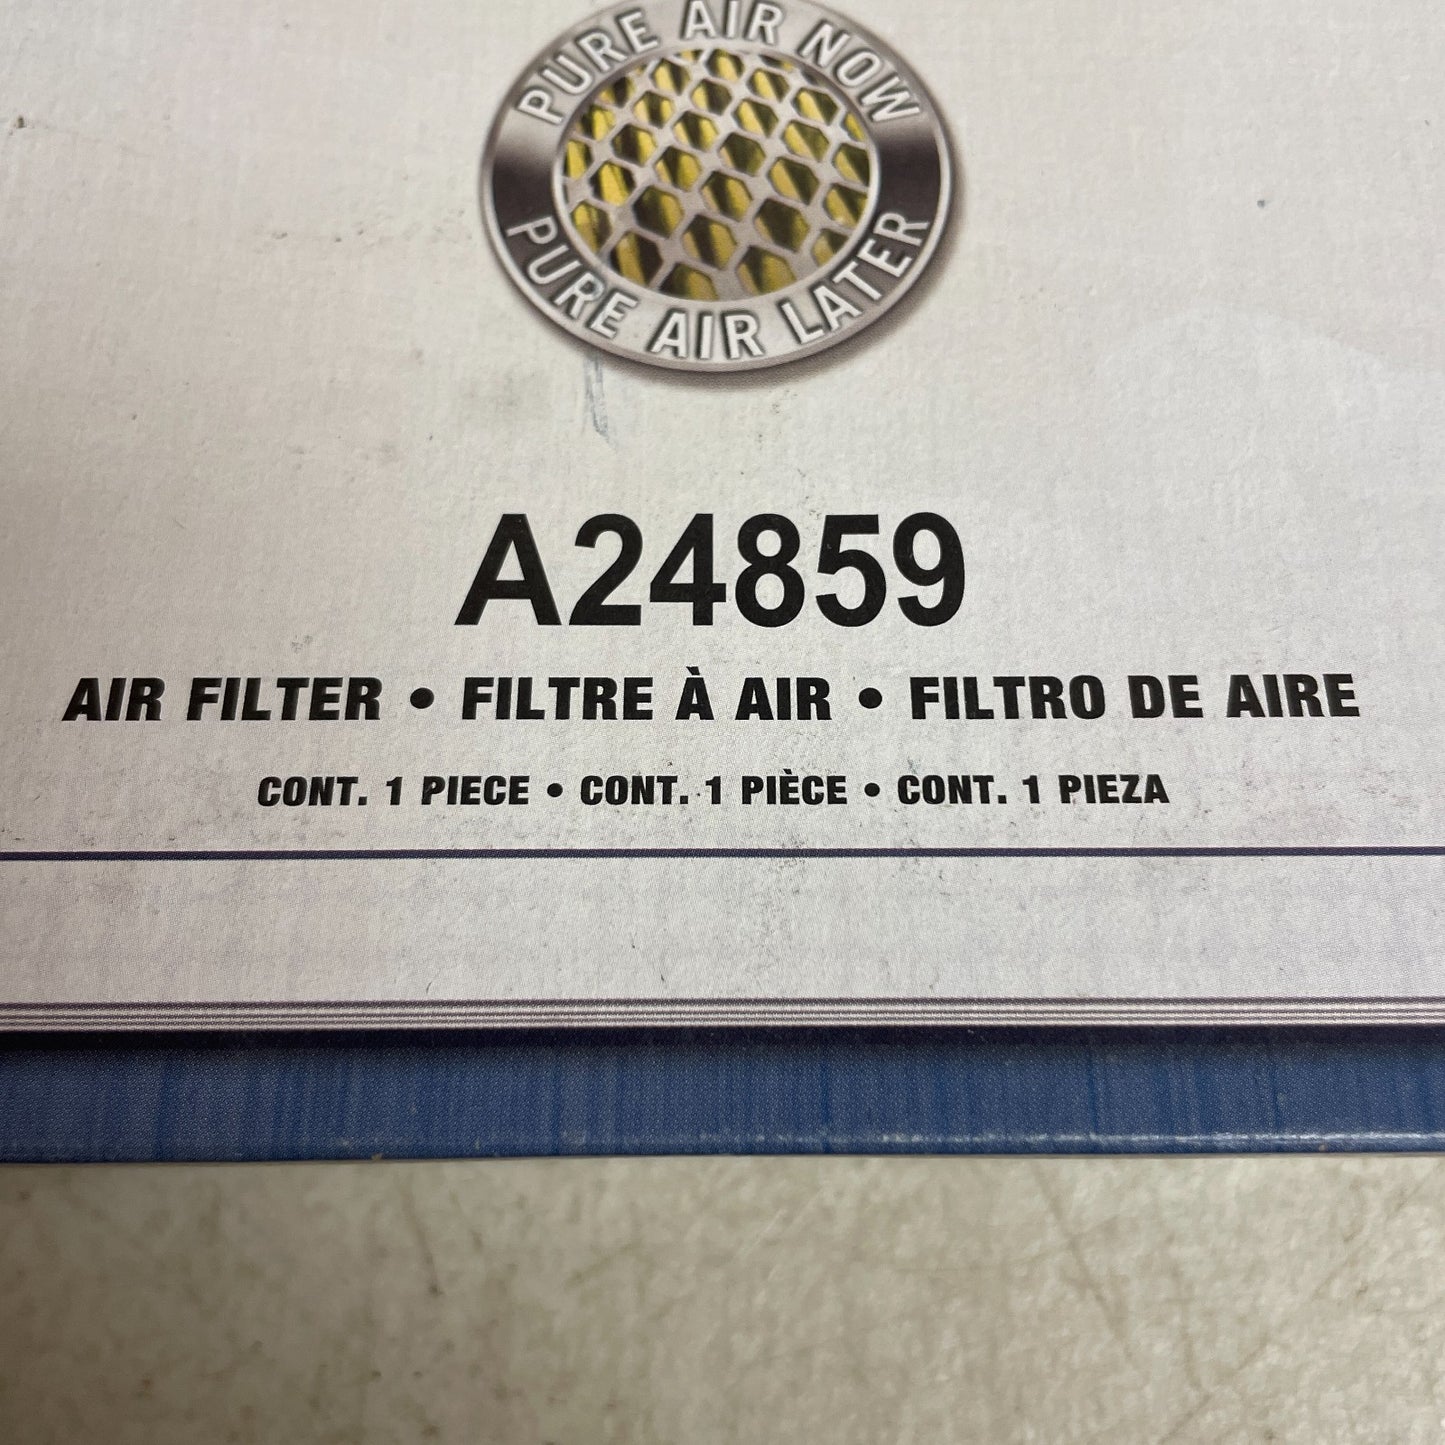 PURE AIR NOW
PURE AIR LATER
A24859
AIR FILTER • FILTRE À AIR • FILTRO DE AIRE
CONT. 1 PIECE • CONT. 1 PIÈCE • CONT. 1 PIEZA